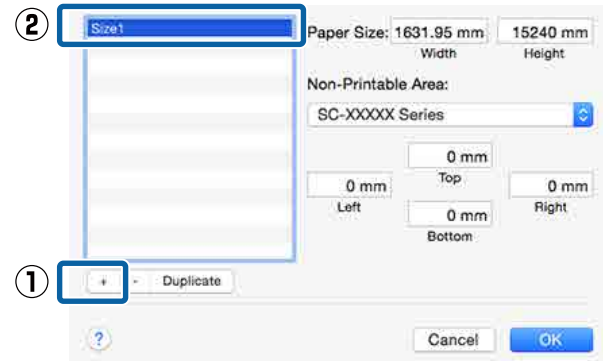 ② Size1 Paper Size: 1631.95 mm 15240 mm
Width Height
Non-Printable Area:
SC-XXXXX Series
0 mm
Top
0 mm 0 mm
Left Right
0 mm
Bottom
① + - Duplicate
? Cancel OK